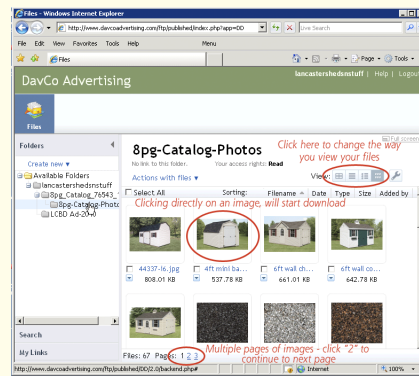 Files - Windows Internet Explorer
http://www.davcoadvertising.com/ftp/published/index.php?app=DD
Live Search
File Edit View Favorites Tools Help Menu
Files
Page Tools
DavCo Advertising
lancastershedsnstuff | Help | Logout
Files
Full screen
Folders
8pg-Catalog-Photos
Click here to change the way
you view your files
No link to this folder. Your access rights: Read
Create new
Actions with files
View:
Available Folders
lancastershedsnstuff
8pg_Catalog_76543_
8pg-Catalog-Photo
LCBD Ad-20
Select All Sorting: Filename Date Type Size Added by
Clicking directly on an image, will start download
44337-I6.jpg
808.01 KB
4ft mini ba...
537.78 KB
6ft wall ch...
661.01 KB
6ft wall co...
642.78 KB
Search
My Links
Multiple pages of images - click "2" to
continue to next page
Files: 67 Pages: 1 2 3
http://www.davcoadvertising.com/ftp/published/DD/2.0/backend.php#
Internet
100%